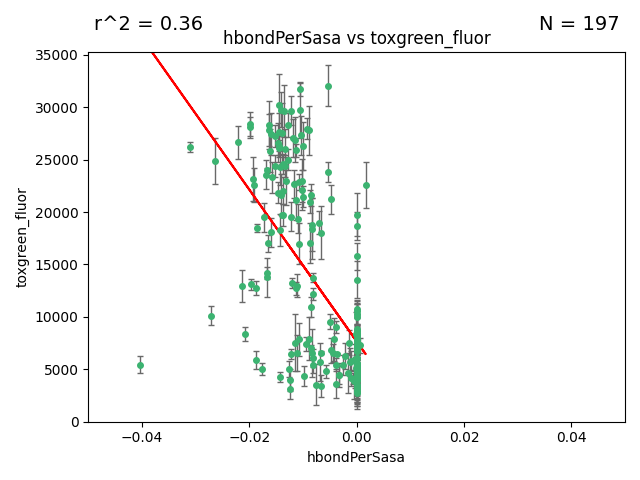 r^2 = 0.36
N = 197
hbondPerSasa vs toxgreen_fluor
35000
30000
25000
20000
15000
10000
5000
0
toxgreen_fluor
−0.04
−0.02
0.00
0.02
0.04
hbondPerSasa